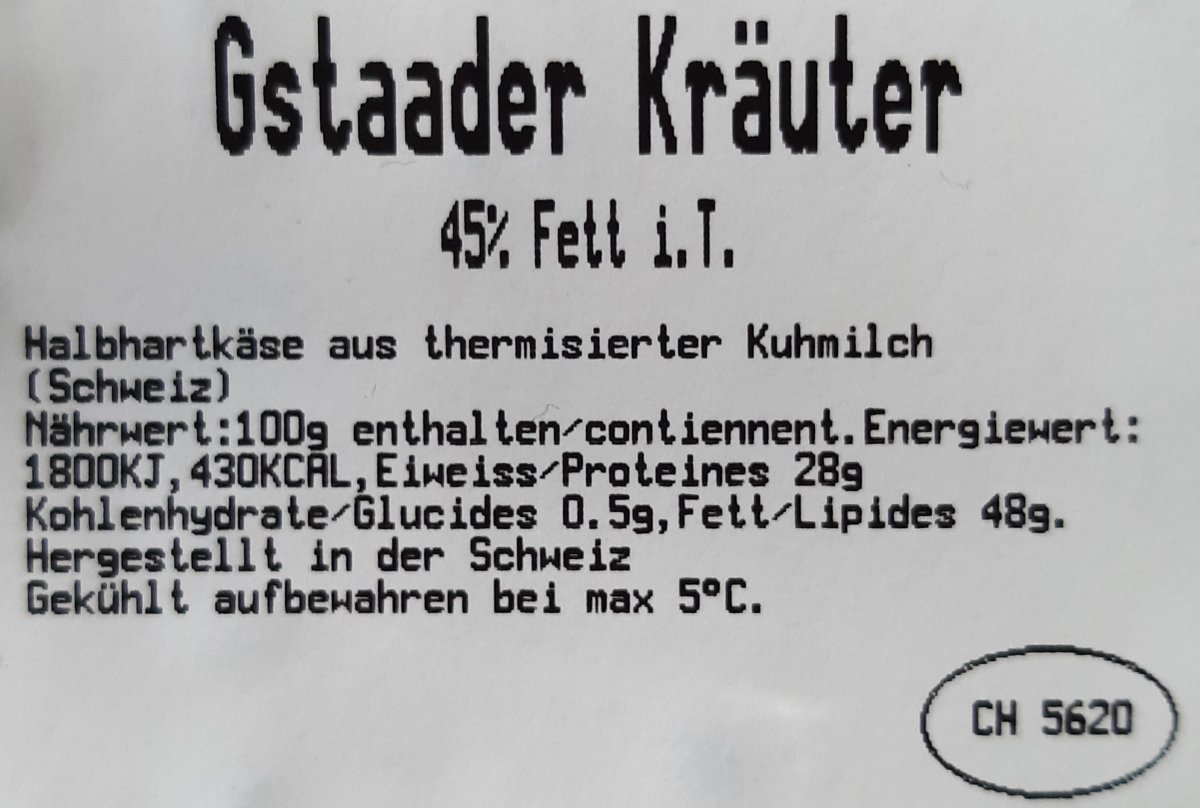 Gstaader Kräuter
45% Fett i.T.
Halbhartkäse aus thermisierter Kuhmilch
(Schweiz)
Nährwert:100g enthalten/contiennent.Energiewert:
1800KJ,430KCAL,Eiweiss/Proteines 28g
Kohlenhydrate/Glucides 0.5g,Fett/Lipides 48g.
Hergestellt in der Schweiz
Gekühlt aufbewahren bei max 5°C.
CH 5620